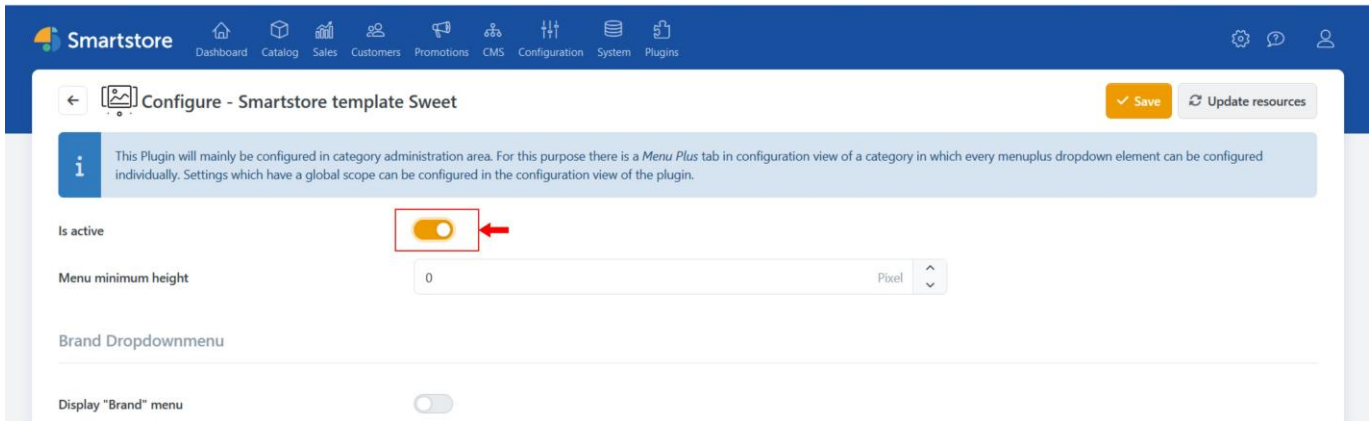 Smartstore
Dashboard Catalog Sales Customers Promotions CMS Configuration System Plugins
Configure - Smartstore template Sweet
Save
Update resources
This Plugin will mainly be configured in category administration area. For this purpose there is a Menu Plus tab in configuration view of a category in which every menuplus dropdown element can be configured
individually. Settings which have a global scope can be configured in the configuration view of the plugin.
Is active
Menu minimum height
0 Pixel
Brand Dropdownmenu
Display "Brand" menu